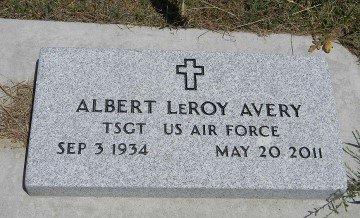 ALBERT LEROY AVERY
TSGT US AIR FORCE
SEP 3 1934 MAY 20 2011